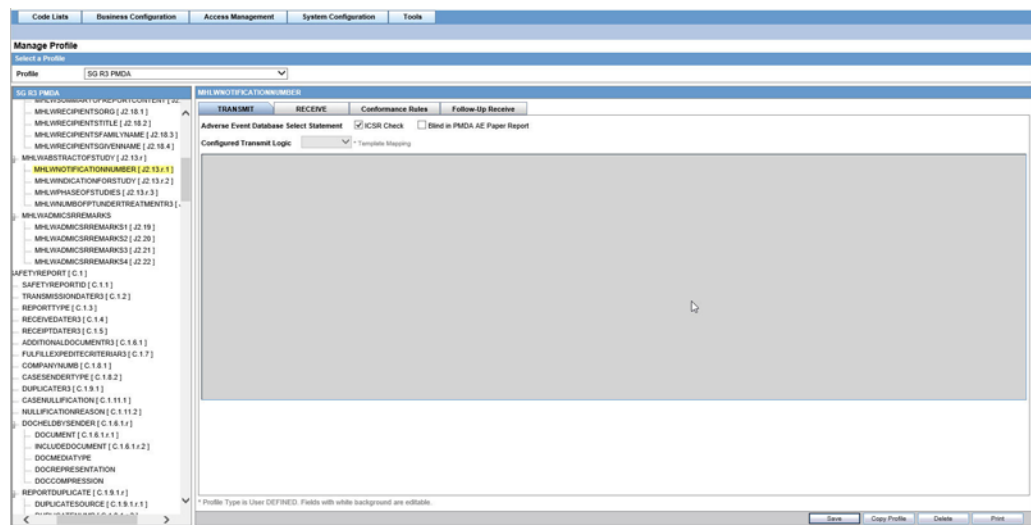 Code Lists Business Configuration Access Management System Configuration Tools
Manage Profile
Select a Profile
Profile SG R3 PMDA
SG R3 PMDA
MHLWSUMMARYOFREPORTCONTENT [ J2.
MHLWRECIPIENTSORG [ J2.18.1 ]
MHLWRECIPIENTSTITLE [ J2.18.2 ]
MHLWRECIPIENTSFAMILYNAME [ J2.18.3 ]
MHLWRECIPIENTSGIVENNAME [ J2.18.4 ]
MHLWABSTRACTOFSTUDY [ J2.13.r ]
MHLWNOTIFICATIONNUMBER [ J2.13.r.1 ]
MHLWINDICATIONFORSTUDY [ J2.13.r.2 ]
MHLWPHASEOFSTUDIES [ J2.13.r.3 ]
MHLWNUMBOFPTUNDERTREATMENTR3 [
MHLWADMICSRREMARKS
MHLWADMICSRREMARKS1 [ J2.19 ]
MHLWADMICSRREMARKS2 [ J2.20 ]
MHLWADMICSRREMARKS3 [ J2.21 ]
MHLWADMICSRREMARKS4 [ J2.22 ]
SAFETYREPORT [ C.1 ]
SAFETYREPORTID [ C.1.1 ]
TRANSMISSIONDATER3 [ C.1.2 ]
REPORTTYPE [ C.1.3 ]
RECEIVEDATER3 [ C.1.4 ]
RECEIPTDATER3 [ C.1.5 ]
ADDITIONALDOCUMENTR3 [ C.1.6.1 ]
FULFILLEXPEDITECRITERIAR3 [ C.1.7 ]
COMPANYNUMB [ C.1.8.1 ]
CASESENDERTYPE [ C.1.8.2 ]
DUPLICATER3 [ C.1.9.1 ]
CASENULLIFICATION [ C.1.11.1 ]
NULLIFICATIONREASON [ C.1.11.2 ]
DOCHELDBYSENDER [ C.1.6.1.r ]
DOCUMENT [ C.1.6.1.r.1 ]
INCLUDEDOCUMENT [ C.1.6.1.r.2 ]
DOCMEDIATYPE
DOCREPRESENTATION
DOCCOMPRESSION
REPORTDUPLICATE [ C.1.9.1.r ]
DUPLICATESOURCE [ C.1.9.1.r.1 ]
MHLWNOTIFICATIONNUMBER
TRANSMIT RECEIVE Conformance Rules Follow-Up Receive
Adverse Event Database Select Statement ICSR Check Blind in PMDA AE Paper Report
Configured Transmit Logic * Template Mapping
* Profile Type is User DEFINED. Fields with white background are editable.
Save Copy Profile Delete Print